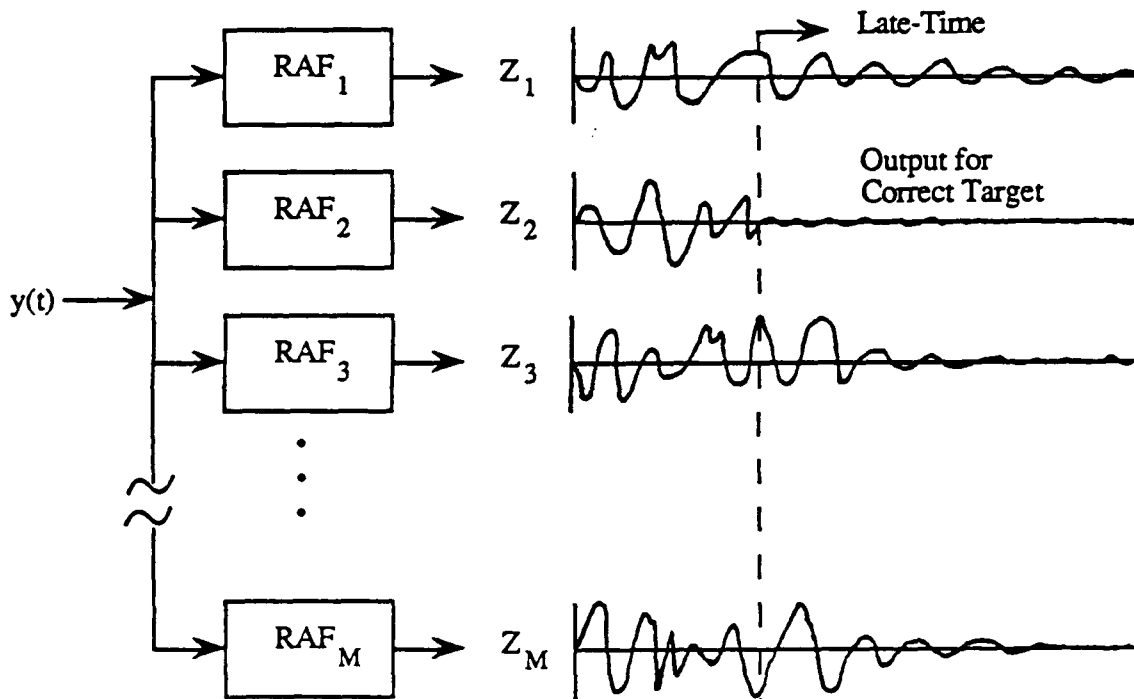 Late-Time
RAF1
Z1
Output for
Correct Target
RAF2
Z2
y(t)
RAF3
Z3
RAFM
ZM